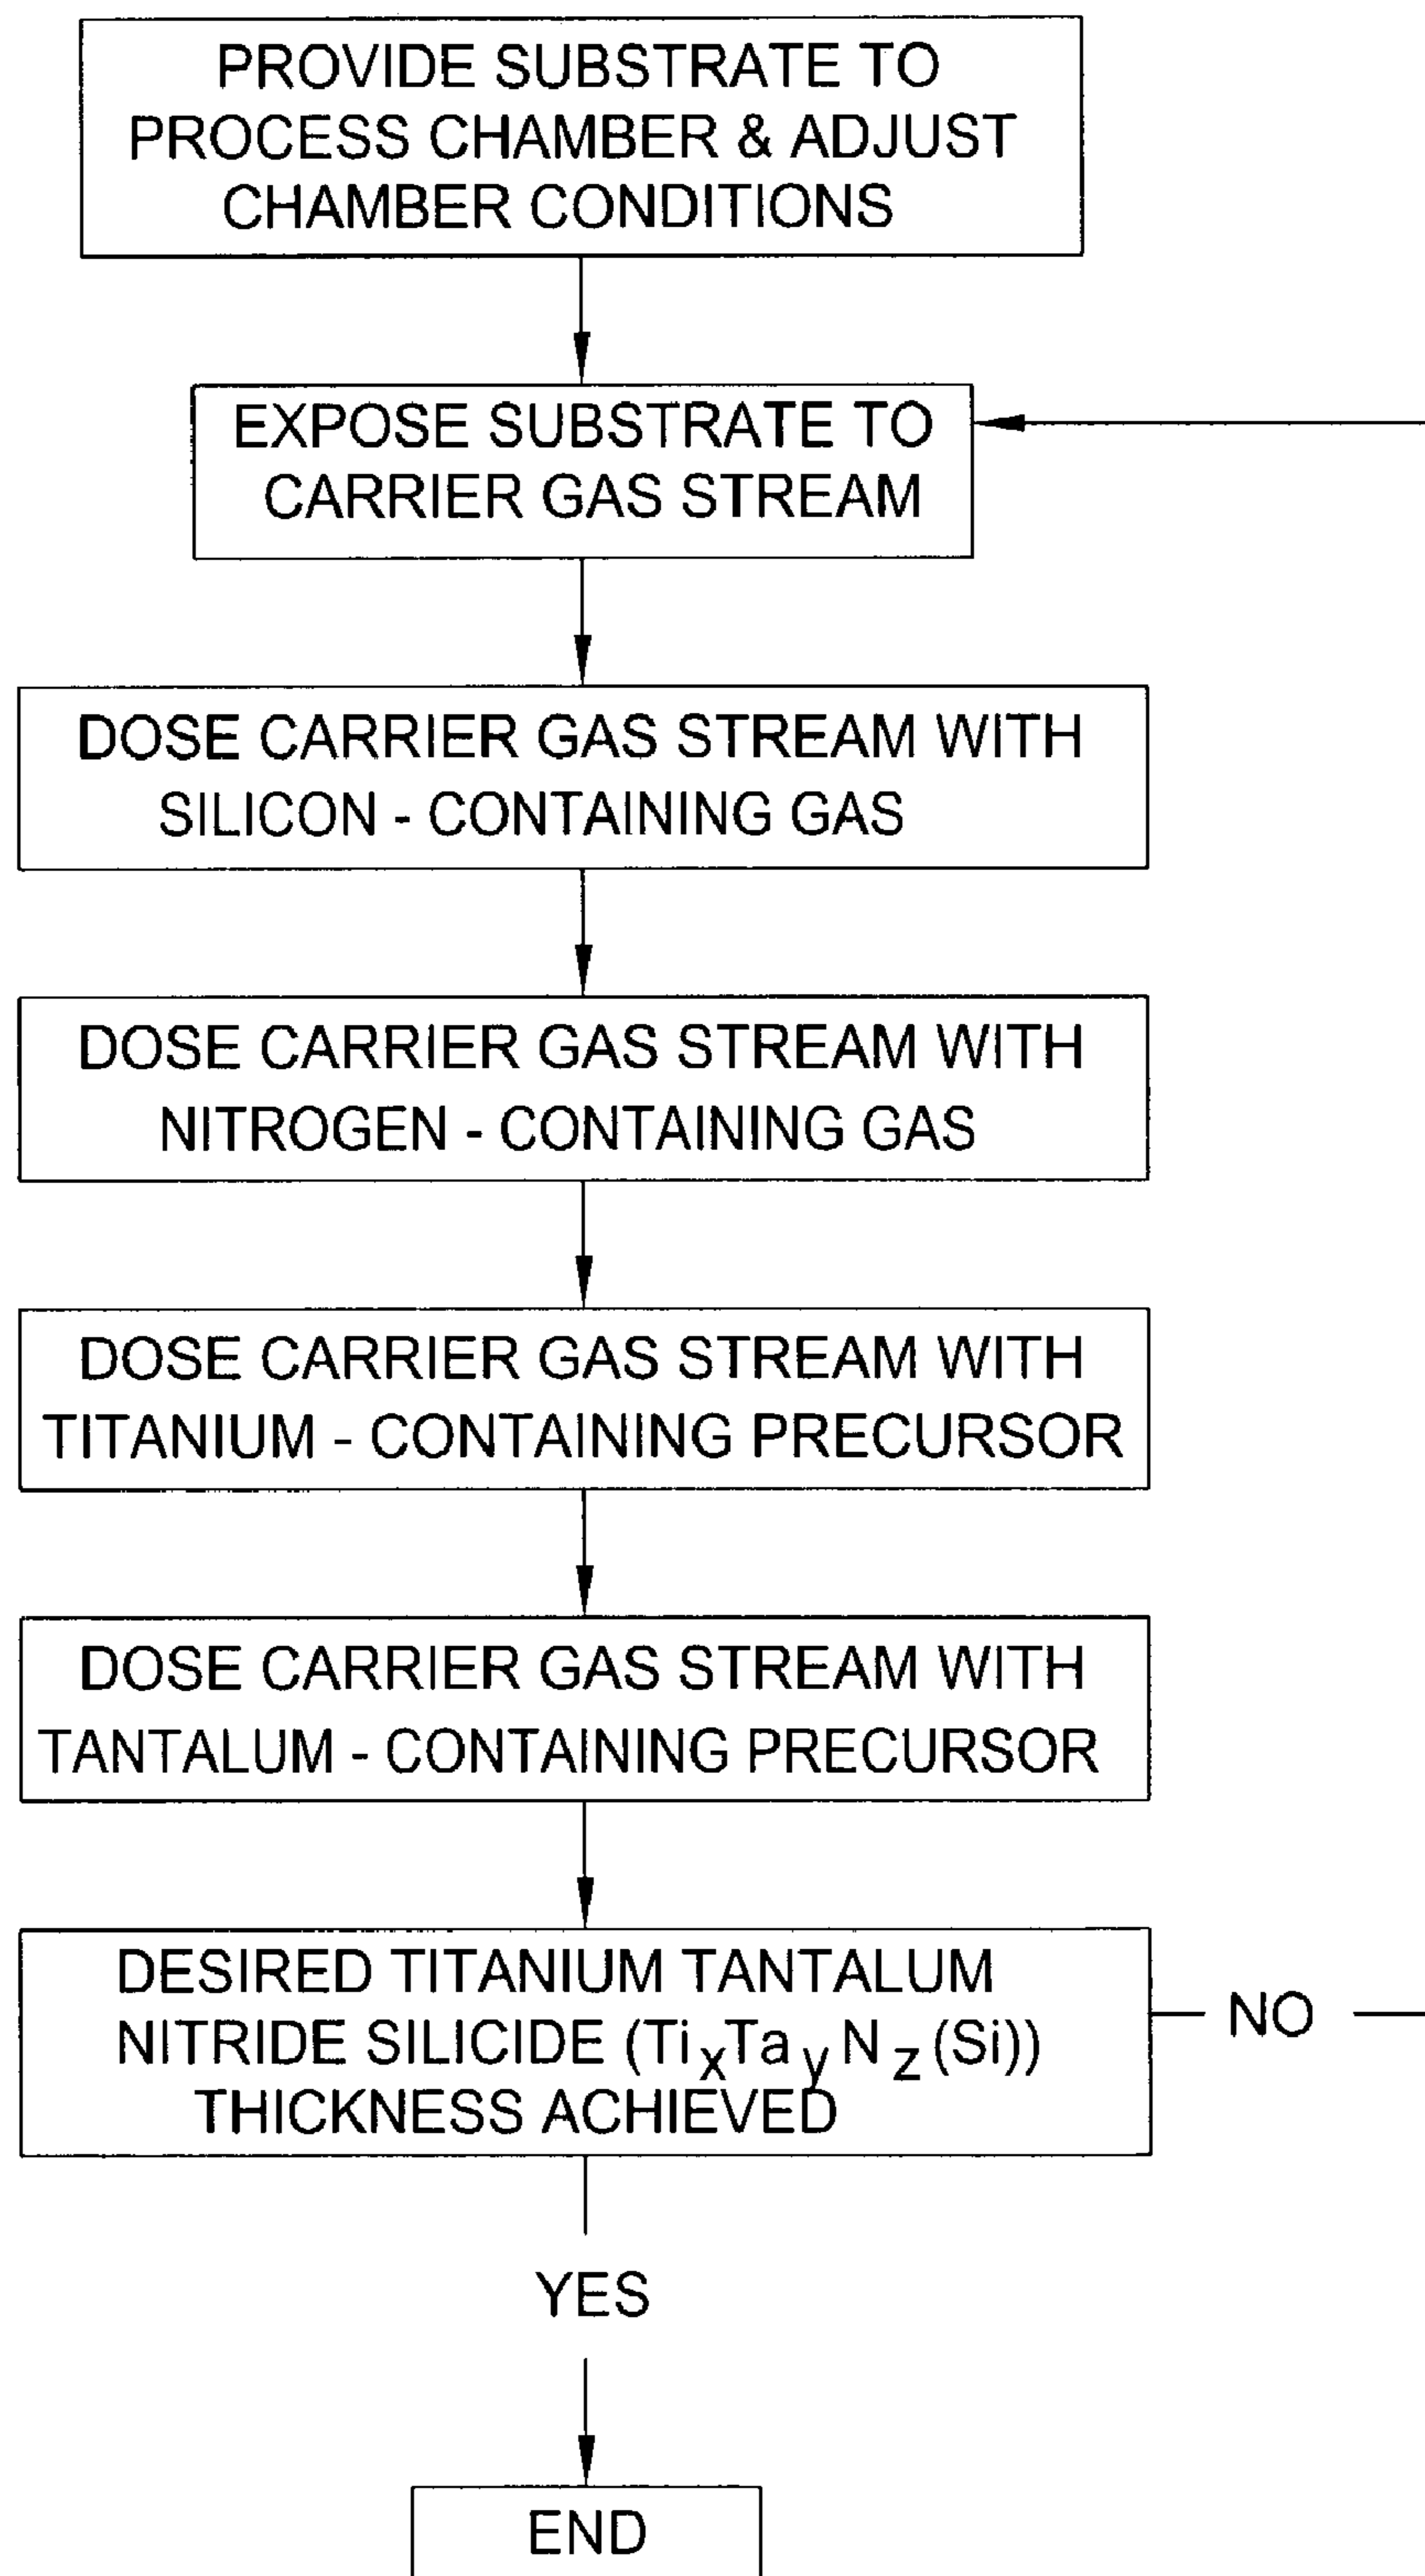 PROVIDE SUBSTRATE TO
PROCESS CHAMBER & ADJUST
CHAMBER CONDITIONS
EXPOSE SUBSTRATE TO
CARRIER GAS STREAM
DOSE CARRIER GAS STREAM WITH
SILICON - CONTAINING GAS
DOSE CARRIER GAS STREAM WITH
NITROGEN - CONTAINING GAS
DOSE CARRIER GAS STREAM WITH
TITANIUM - CONTAINING PRECURSOR
DOSE CARRIER GAS STREAM WITH
TANTALUM - CONTAINING PRECURSOR
DESIRED TITANIUM TANTALUM
NITRIDE SILICIDE (TixTayNz(Si))
THICKNESS ACHIEVED
NO
YES
END